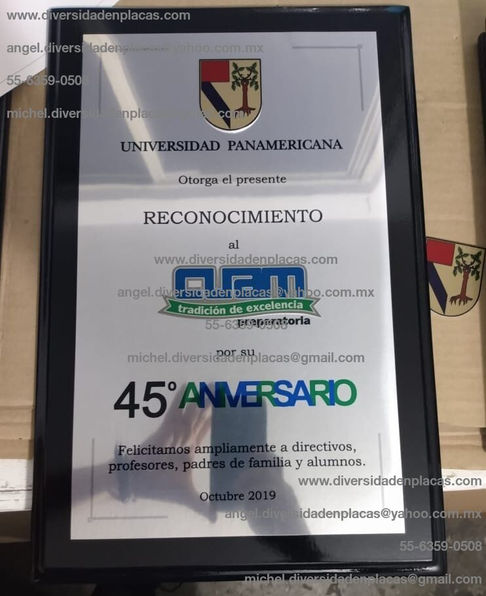 www.diversidadenplacas.com
angel.diversidadenplacas@yahoo.com.mx
55-6359-0508
michel.diversidadenplacas@gmail.com
UNIVERSIDAD PANAMERICANA
Otorga el presente
RECONOCIMIENTO
al
www.diversidadenplacas.com
angel.diversidadenplacas@yahoo.com.mx
tradición de excelencia
55-6359-0508
preparatoria
por su
michel.diversidadenplacas@gmail.com
45° ANIVERSARIO
Felicitamos ampliamente a directivos,
profesores, padres de familia y alumnos.
www.diversidadenplacas.com
Octubre 2019
angel.diversidadenplacas@yahoo.com.mx
55-6359-0508
michel.diversidadenplacas@gmail.com